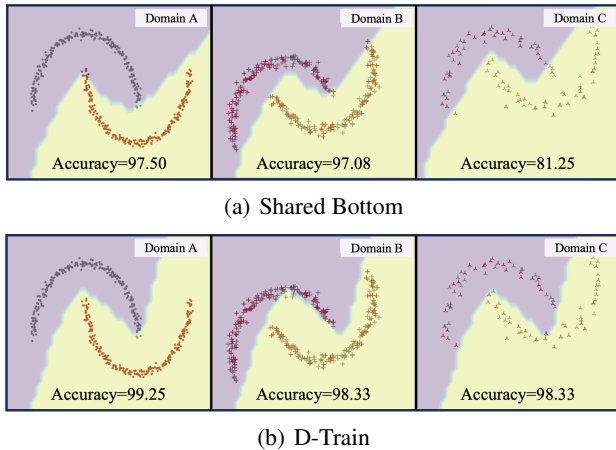 Domain A
Domain B
Domain C
Accuracy=97.50
Accuracy=97.08
Accuracy=81.25
(a) Shared Bottom
Domain A
Domain B
Domain C
Accuracy=99.25
Accuracy=98.33
Accuracy=98.33
(b) D-Train